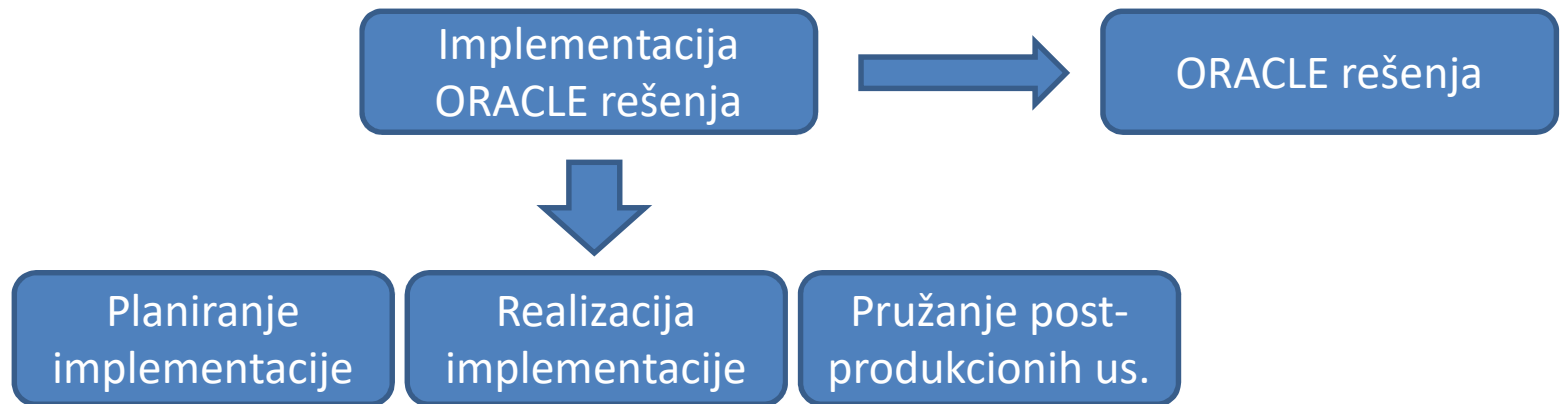 Implementacija
ORACLE rešenja
ORACLE rešenja
Planiranje
implementacije
Realizacija
implementacije
Pružanje post-
produkcionih us.